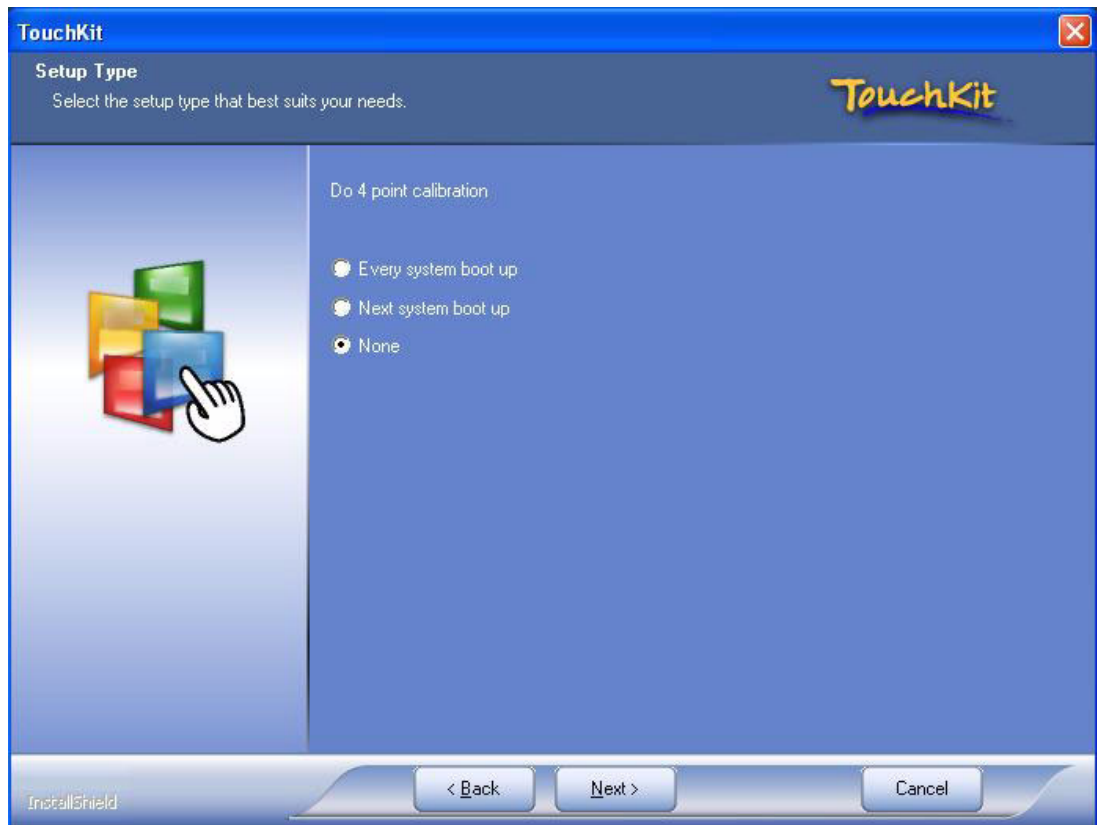 TouchKit
Setup Type
Select the setup type that best suits your needs.
TouchKit
Do 4 point calibration
Every system boot up
Next system boot up
None
InstallShield
< Back
Next >
Cancel